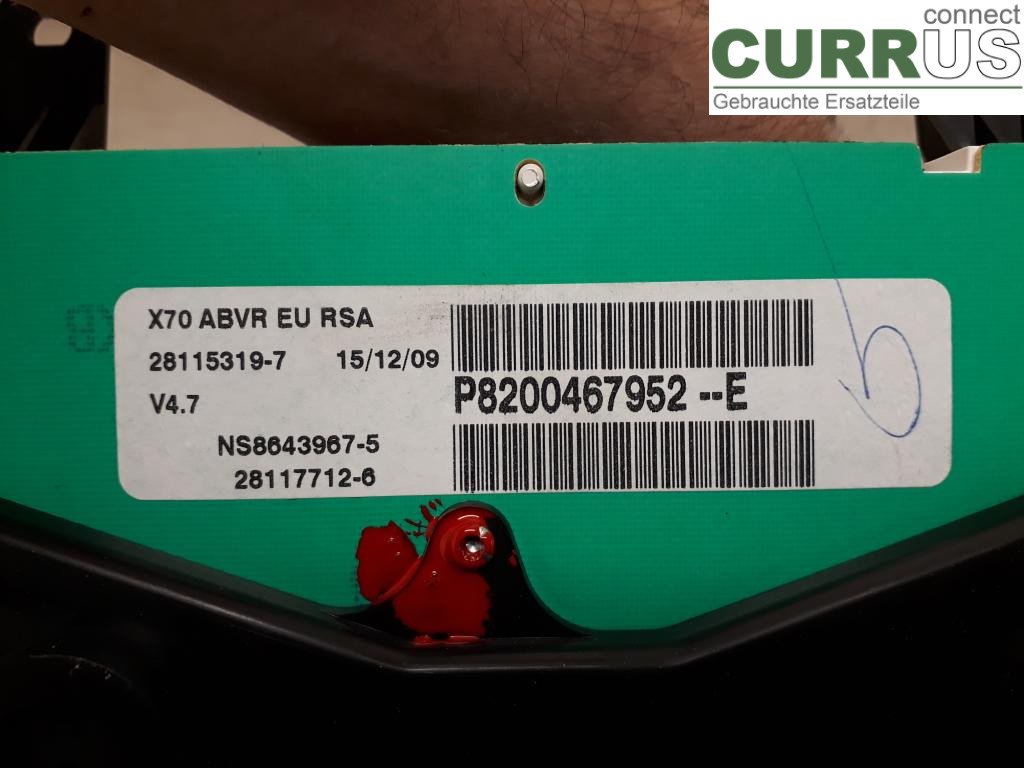 connect
CURRUS
Gebrauchte Ersatzteile
X70 ABVR EU RSA
28115319-7 15/12/09
P8200467952 --E
V4.7
NS8643967-5
28117712-6